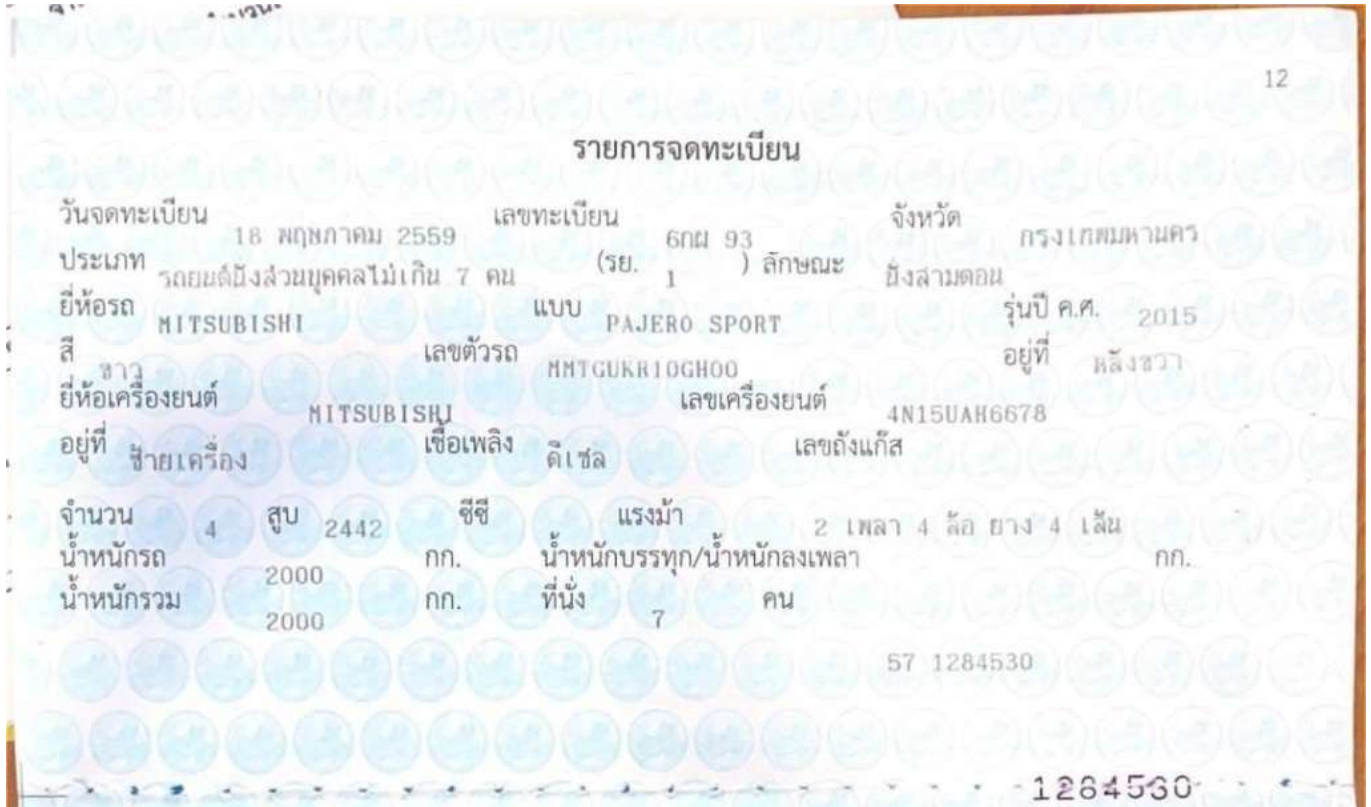 12
รายการจดทะเบียน
วันจดทะเบียน 18 พฤษภาคม 2559 เลขทะเบียน 6กผ 93 จังหวัด กรุงเทพมหานคร
ประเภท รถยนต์นั่งส่วนบุคคลไม่เกิน 7 คน (รย. 1 ) ลักษณะ นั่งสามตอน
ยี่ห้อรถ MITSUBISHI แบบ PAJERO SPORT รุ่นปี ค.ศ. 2015
สี ขาว เลขตัวรถ MMTGUKR10GH00 อยู่ที่ หลังขวา
ยี่ห้อเครื่องยนต์ MITSUBISHI เลขเครื่องยนต์ 4N15UAH6678
อยู่ที่ ซ้ายเครื่อง เชื้อเพลิง ดีเซล เลขถังแก๊ส
จำนวน 4 สูบ 2442 ซีซี แรงม้า 2 เพลา 4 ล้อ ยาง 4 เส้น
น้ำหนักรถ 2000 กก. น้ำหนักบรรทุก/น้ำหนักลงเพลา กก.
น้ำหนักรวม 2000 กก. ที่นั่ง 7 คน
57 1284530
1284530